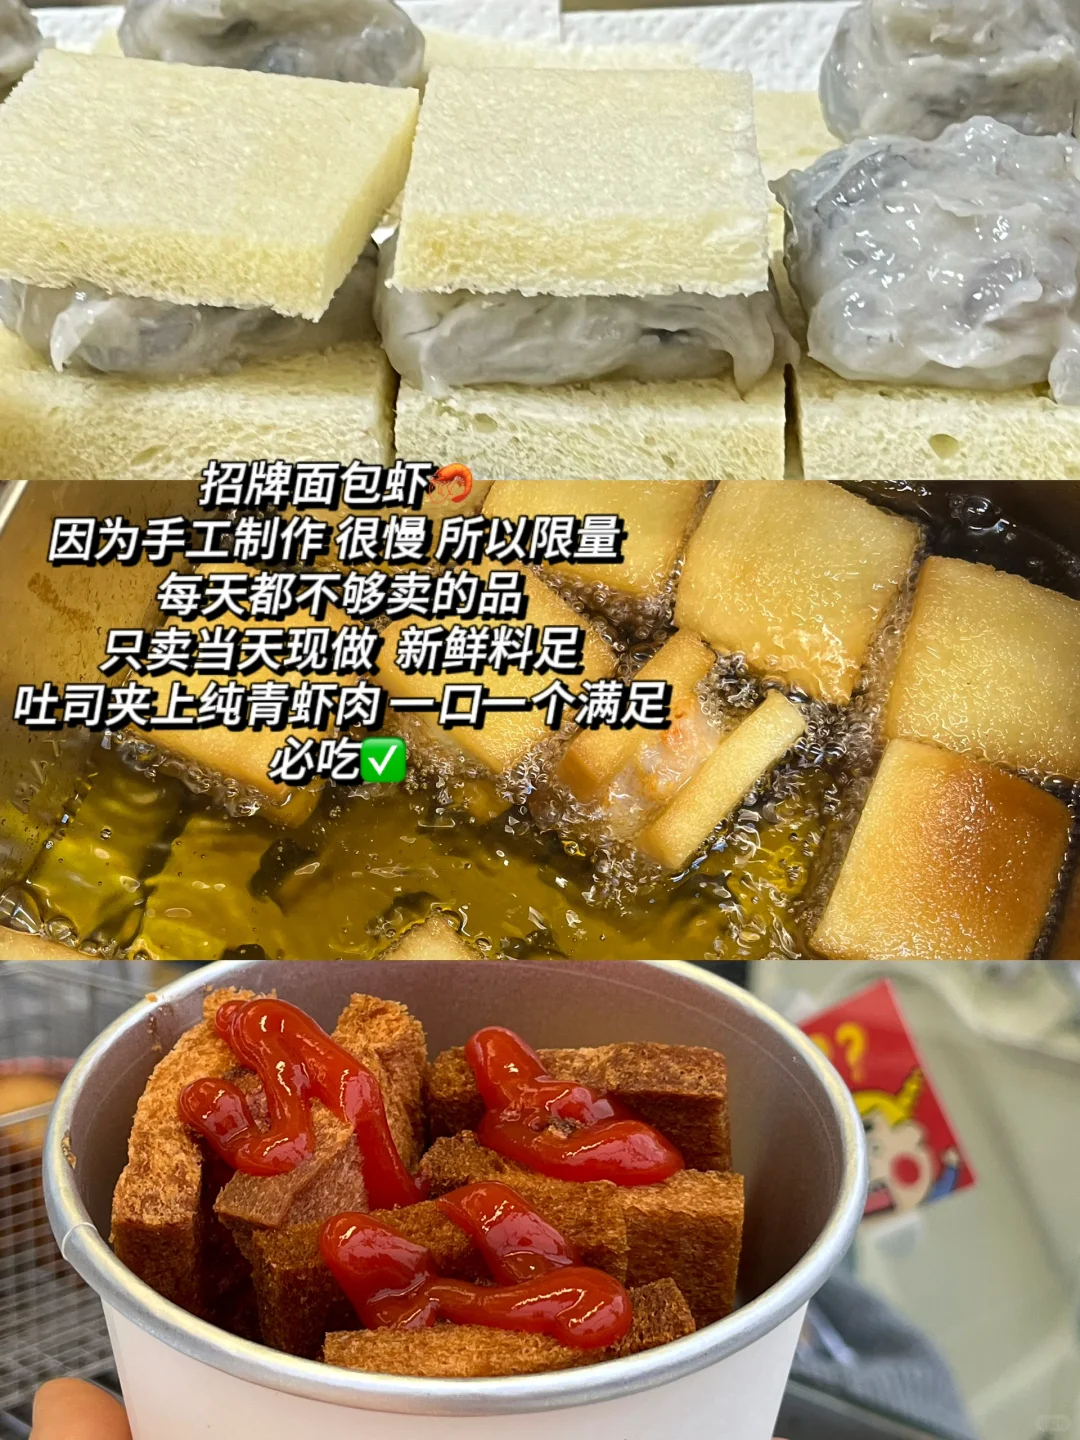 招牌面包虾🦐
因为手工制作 很慢 所以限量
每天都不够卖的品
只卖当天现做 新鲜料足
吐司夹上纯青虾肉 一口一个满足
必吃✅
?